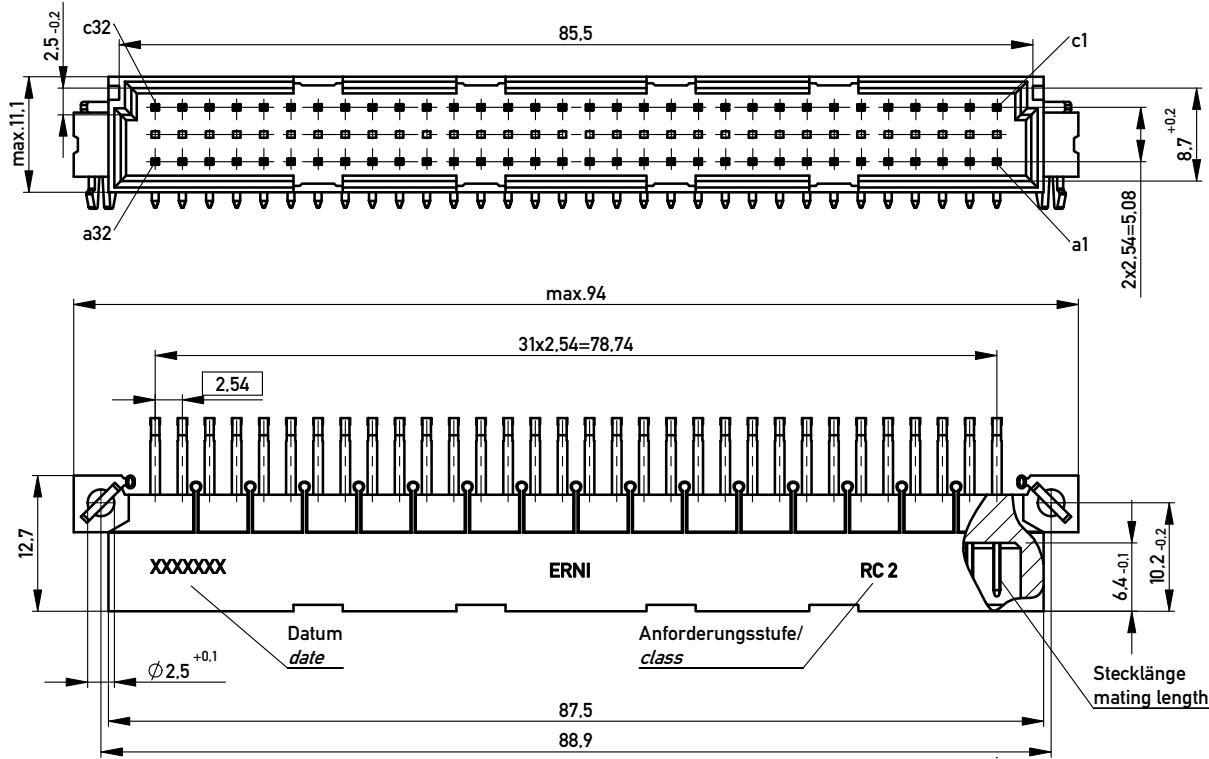 c32
85,5
c1
2,5 -0.2
max.11,1
8,7 +0.2
2x2,54=5,08
a32
a1
max.94
31x2,54=78,74
2,54
12,7
XXXXXXX
ERNI
RC 2
6,4 -0.1
10,2 -0.2
Datum
date
Anforderungsstufe/
class
∅ 2,5 +0,1
Stecklänge
mating length
87,5
88,9